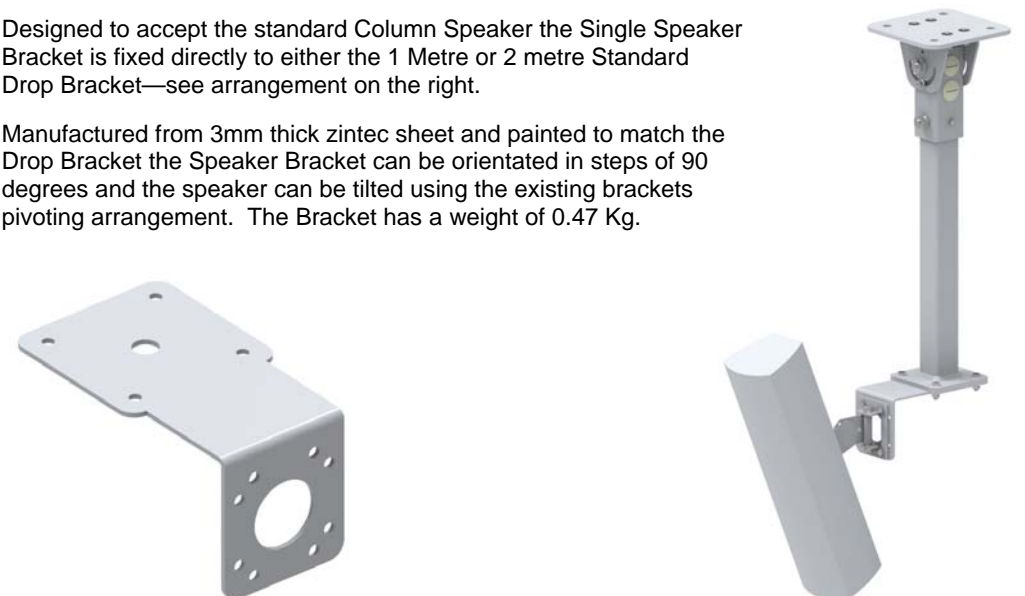 Designed to accept the standard Column Speaker the Single Speaker
Bracket is fixed directly to either the 1 Metre or 2 metre Standard
Drop Bracket—see arrangement on the right.
Manufactured from 3mm thick zintec sheet and painted to match the
Drop Bracket the Speaker Bracket can be orientated in steps of 90
degrees and the speaker can be tilted using the existing brackets
pivoting arrangement.  The Bracket has a weight of 0.47 Kg.